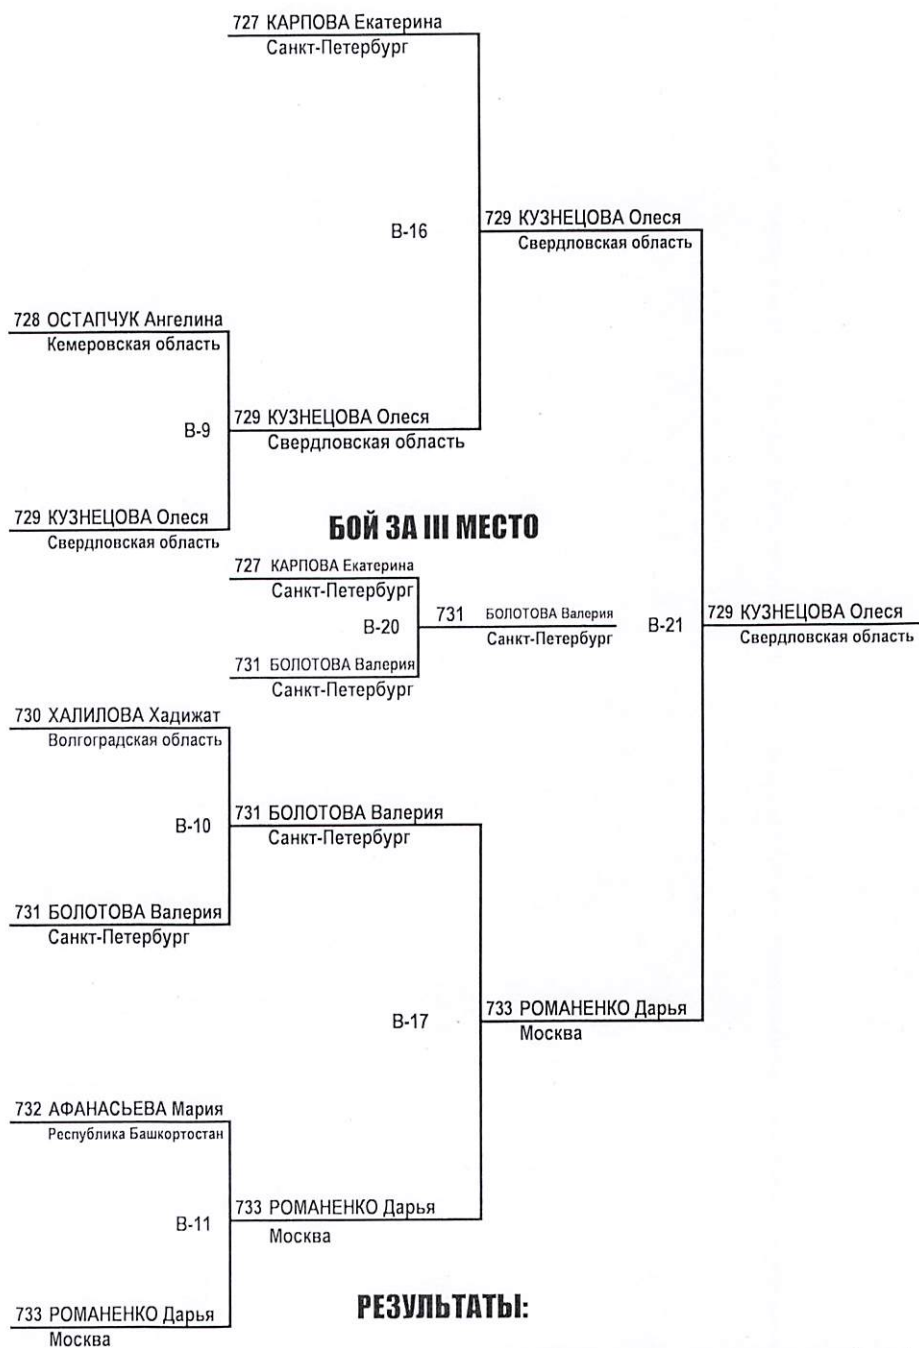 727 КАРПОВА Екатерина
Санкт-Петербург
B-16
729 КУЗНЕЦОВА Олеся
Свердловская область
728 ОСТАПЧУК Ангелина
Кемеровская область
B-9
729 КУЗНЕЦОВА Олеся
Свердловская область
729 КУЗНЕЦОВА Олеся
Свердловская область
БОЙ ЗА III МЕСТО
727 КАРПОВА Екатерина
Санкт-Петербург
B-20
731 БОЛОТОВА Валерия
Санкт-Петербург
731 БОЛОТОВА Валерия
Санкт-Петербург
B-21
729 КУЗНЕЦОВА Олеся
Свердловская область
730 ХАЛИЛОВА Хадижат
Волгоградская область
B-10
731 БОЛОТОВА Валерия
Санкт-Петербург
731 БОЛОТОВА Валерия
Санкт-Петербург
B-17
733 РОМАНЕНКО Дарья
Москва
732 АФАНАСЬЕВА Мария
Республика Башкортостан
B-11
733 РОМАНЕНКО Дарья
Москва
733 РОМАНЕНКО Дарья
Москва
РЕЗУЛЬТАТЫ: